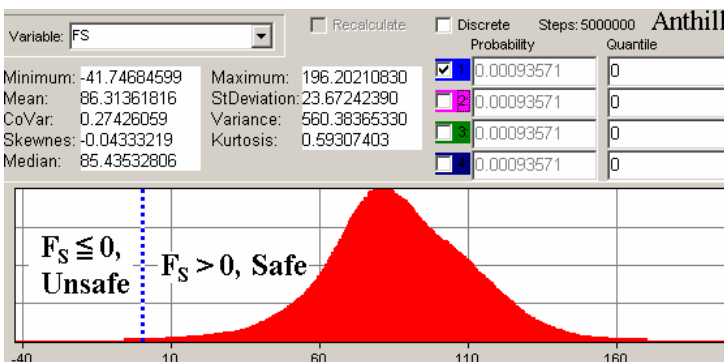 Variable: FS
Recalculate
Discrete Steps: 5000000 Anthill
Probability Quantile
Minimum: -41.74684599 Maximum: 196.20210830
Mean: 86.31361816 StDeviation: 23.67242390
CoVar: 0.27426059 Variance: 560.38365330
Skewnes: -0.04333219 Kurtosis: 0.59307403
Median: 85.43532806
1 0.00093571 0
2 0.00093571 0
3 0.00093571 0
4 0.00093571 0
FS ≦ 0, Unsafe
FS > 0, Safe
-40 10 60 110 160